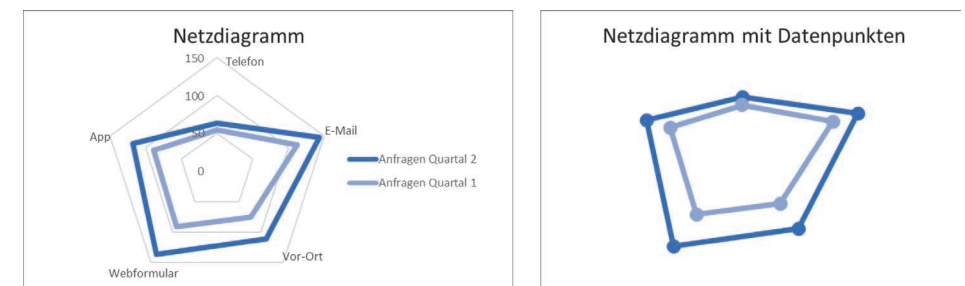 Netzdiagramm
150
Telefon
100
E-Mail
App
50
Anfragen Quartal 2
0
Anfragen Quartal 1
Vor-Ort
Webformular
Netzdiagramm mit Datenpunkten